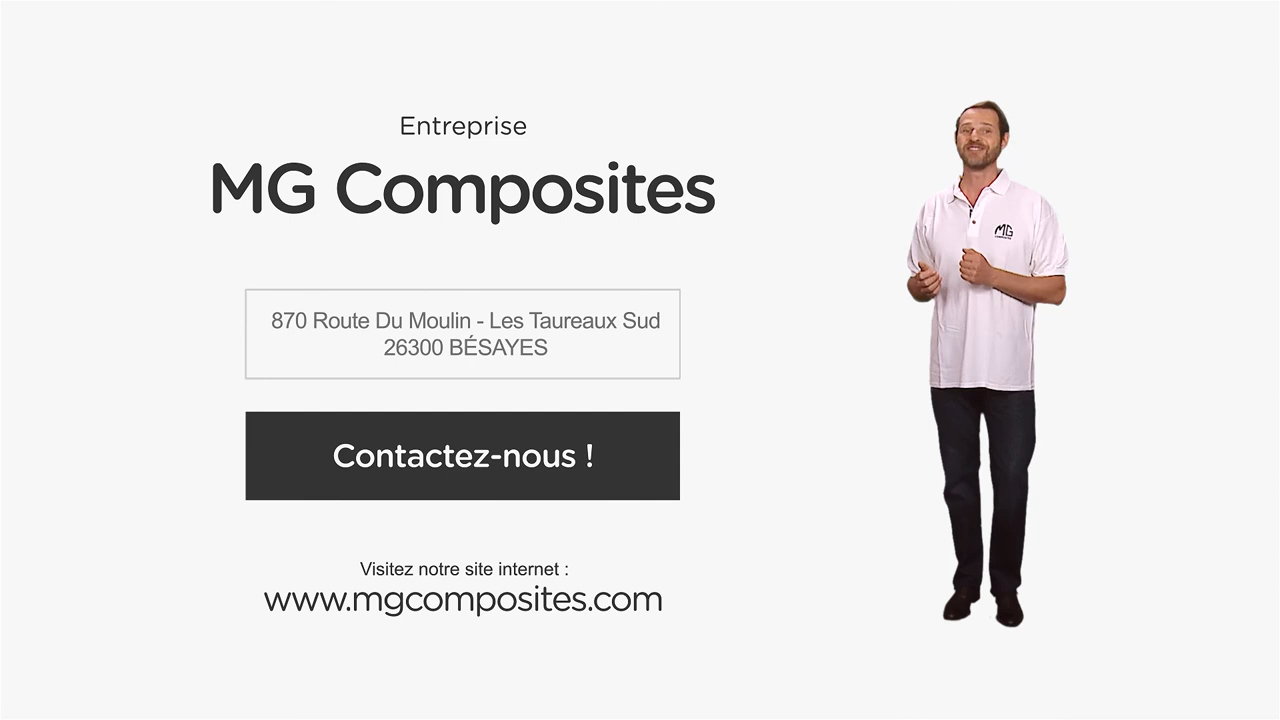 Entreprise
MG Composites
870 Route Du Moulin - Les Taureaux Sud
26300 BÉSAYES
Contactez-nous !
Visitez notre site internet :
www.mgcomposites.com
MG
COMPOSITES